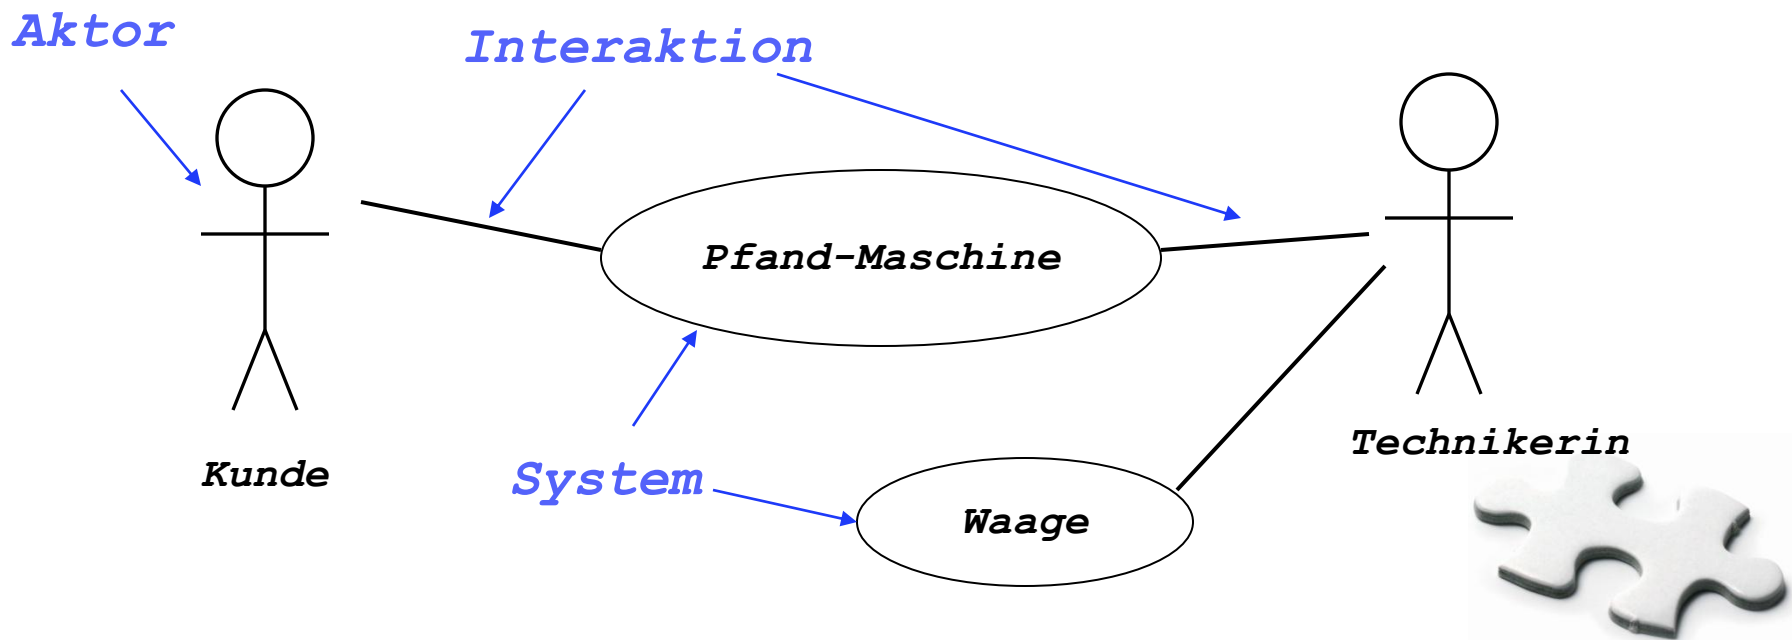 Aktor
Interaktion
Pfand-Maschine
Technikerin
Kunde
System
Waage